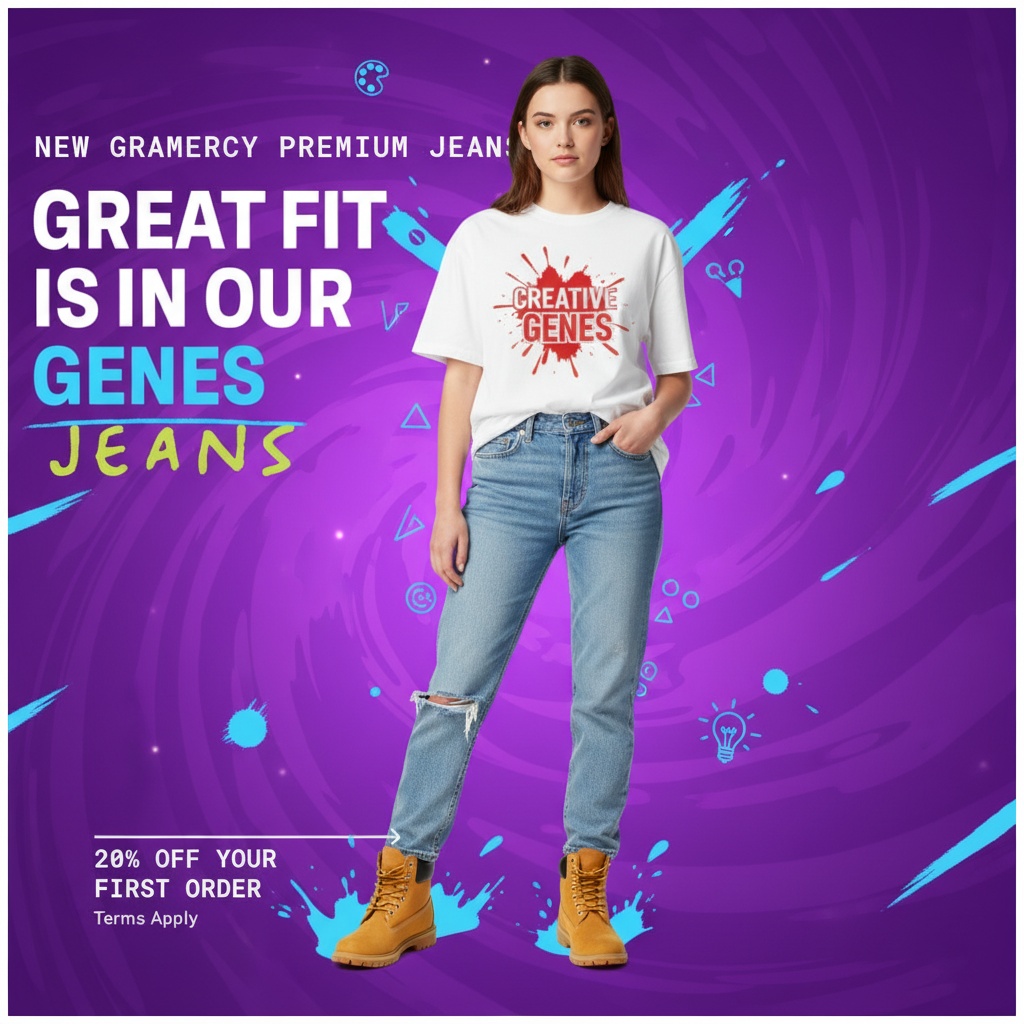 NEW GRAMERCY PREMIUM JEANS
GREAT FIT
IS IN OUR
GENES
JEANS
CREATIVE
GENES
20% OFF YOUR
FIRST ORDER
Terms Apply